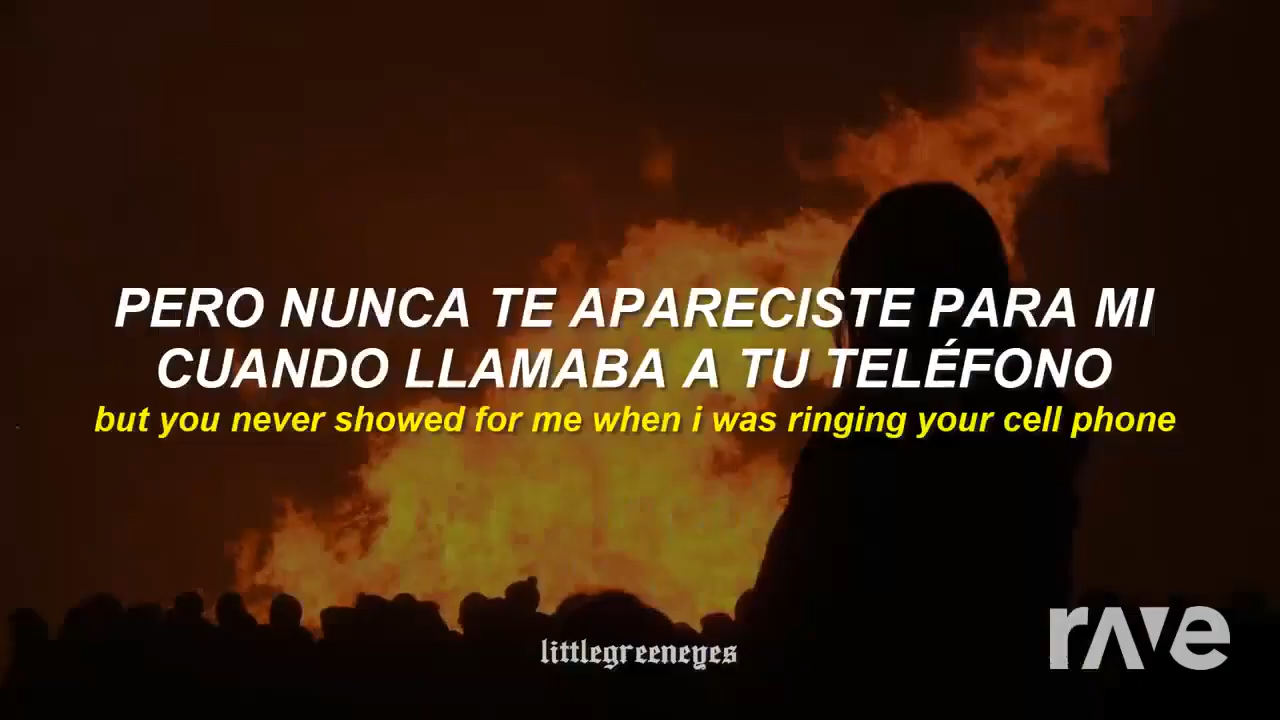 PERO NUNCA TE APARECISTE PARA MI
CUANDO LLAMABA A TU TELÉFONO
but you never showed for me when i was ringing your cell phone
littlegreeneyes
rave